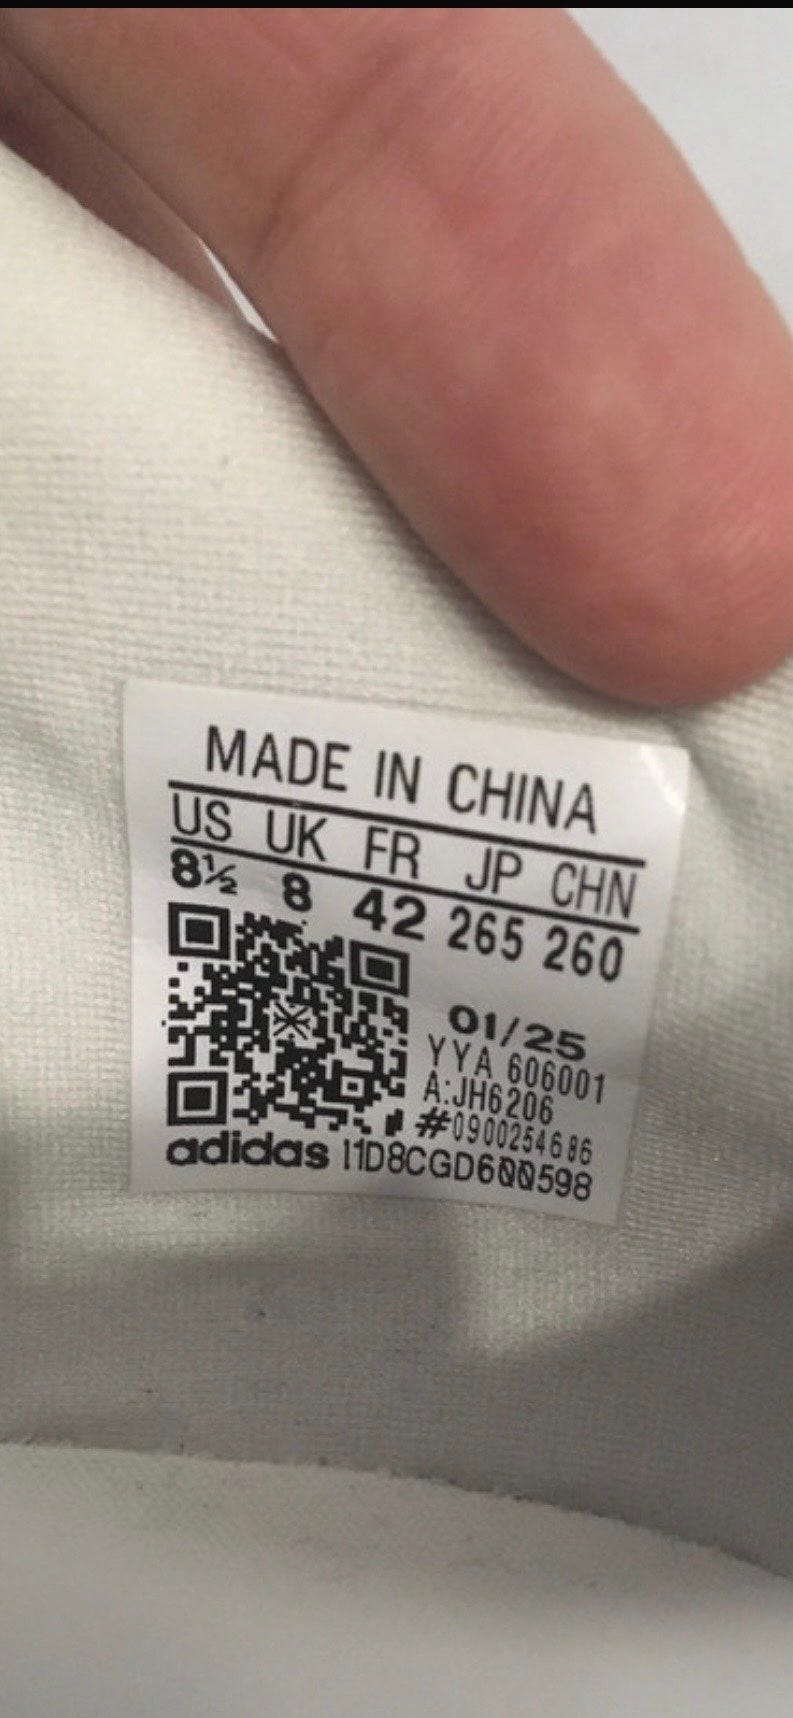 MADE IN CHINA
US UK FR JP CHN
8½ 8 42 265 260
01/25
YYA 606001
A:JH6206
#0900254686
adidas 11D8CGD600598